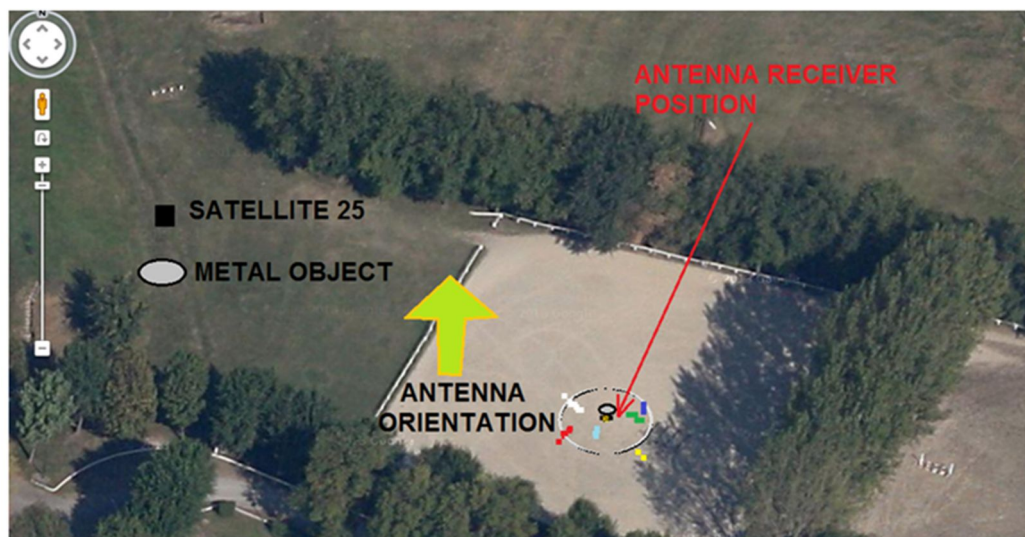 N
ANTENNA RECEIVER
POSITION
SATELLITE 25
METAL OBJECT
ANTENNA
ORIENTATION